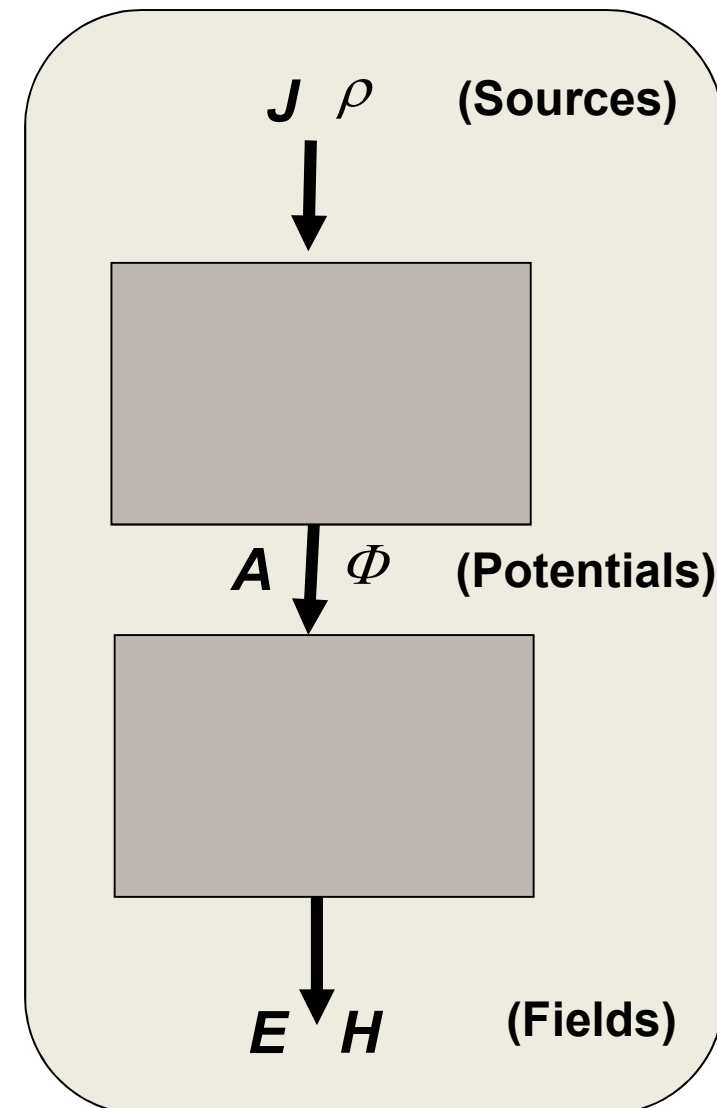 J ρ (Sources)
A Φ (Potentials)
E H (Fields)